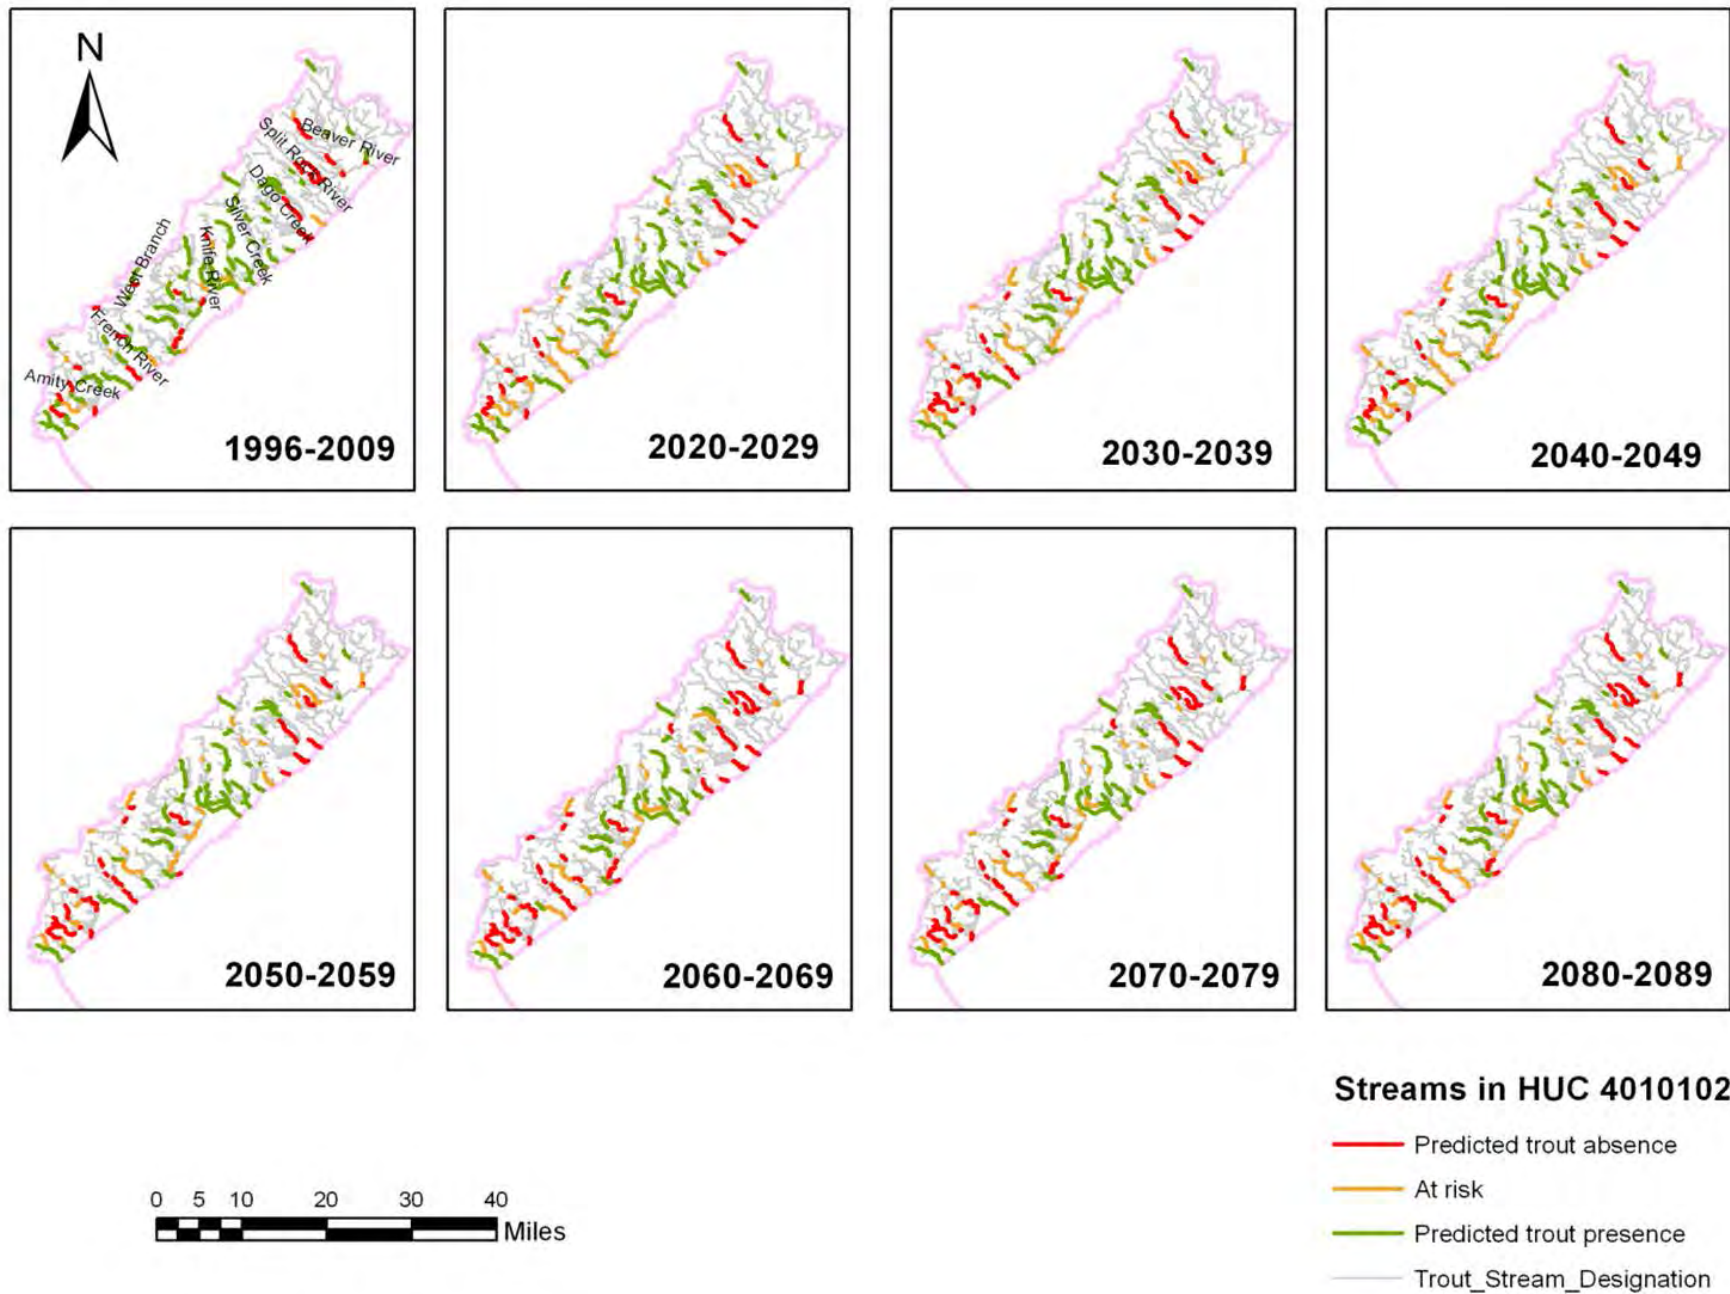 N
Beaver River
Split Rock River
Dago Creek
Silver Creek
Knife River
West Branch
French River
Amity Creek
1996-2009
2020-2029
2030-2039
2040-2049
2050-2059
2060-2069
2070-2079
2080-2089
Streams in HUC 4010102
Predicted trout absence
At risk
Predicted trout presence
Trout_Stream_Designation
0 5 10 20 30 40
Miles